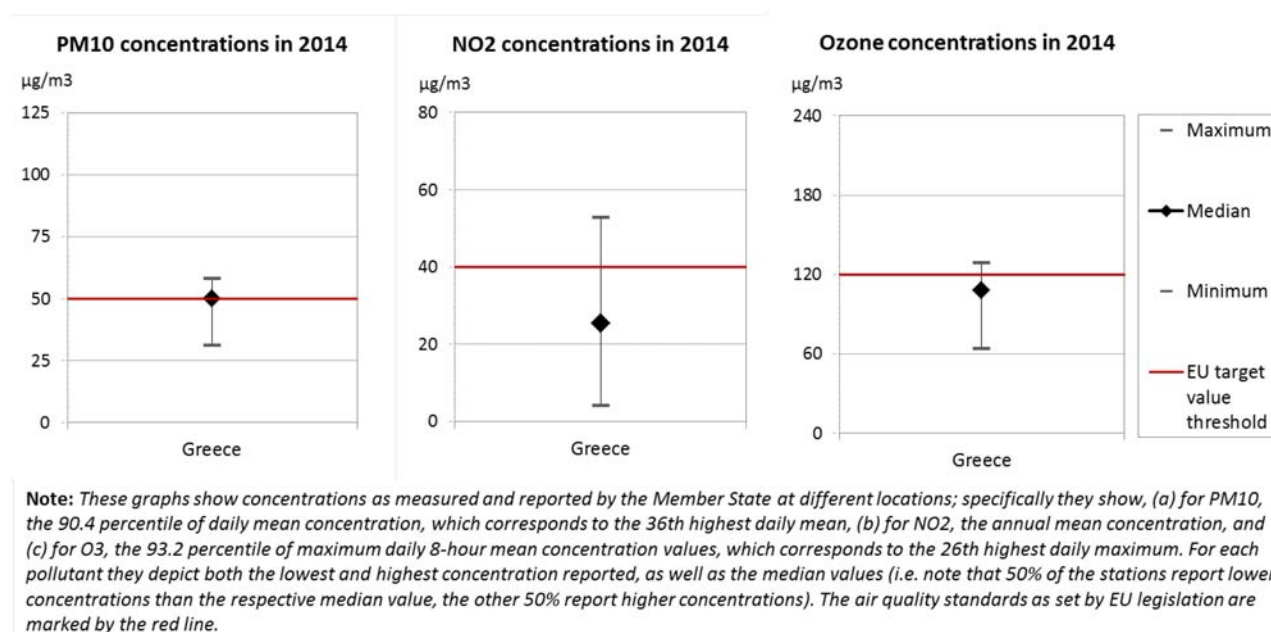 PM10 concentrations in 2014
µg/m3
125
100
75
50
25
0
Greece
NO2 concentrations in 2014
µg/m3
80
60
40
20
0
Greece
Ozone concentrations in 2014
µg/m3
240
180
120
60
0
Greece
Maximum
Median
Minimum
EU target
value
threshold
Note: These graphs show concentrations as measured and reported by the Member State at different locations; specifically they show, (a) for PM10,
the 90.4 percentile of daily mean concentration, which corresponds to the 36th highest daily mean, (b) for NO2, the annual mean concentration, and
(c) for O3, the 93.2 percentile of maximum daily 8-hour mean concentration values, which corresponds to the 26th highest daily maximum. For each
pollutant they depict both the lowest and highest concentration reported, as well as the median values (i.e. note that 50% of the stations report lower
concentrations than the respective median value, the other 50% report higher concentrations). The air quality standards as set by EU legislation are
marked by the red line.